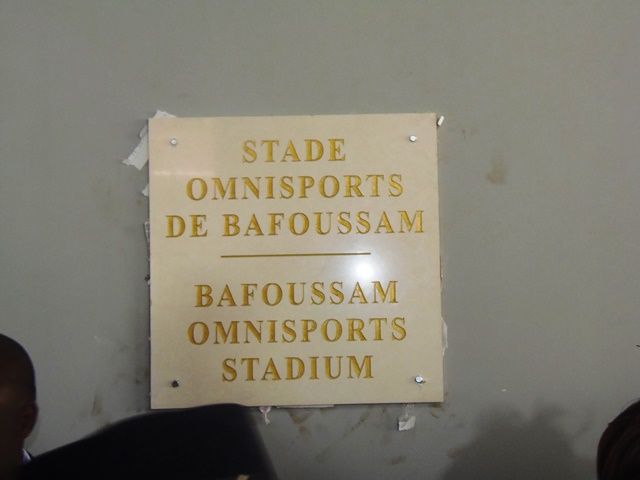 STADE
OMNISPORTS
DE BAFOUSSAM
BAFOUSSAM
OMNISPORTS
STADIUM